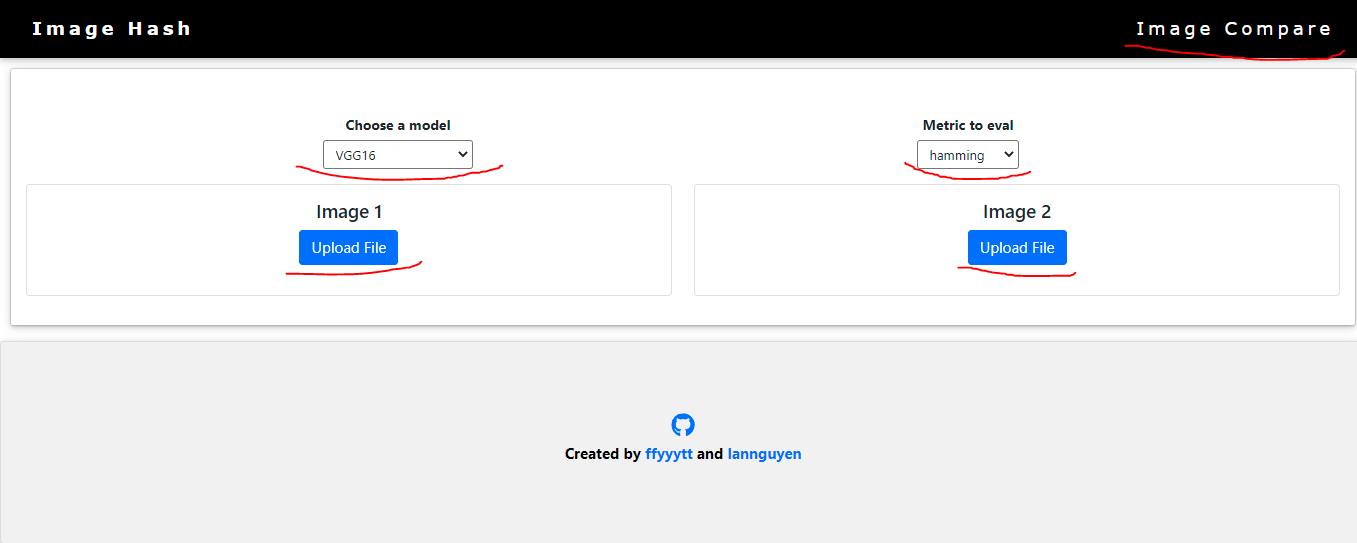 Image Hash
Image Compare
Choose a model
Metric to eval
VGG16
hamming
Image 1
Image 2
Upload File
Upload File
Created by ffyyytt and lannguyen